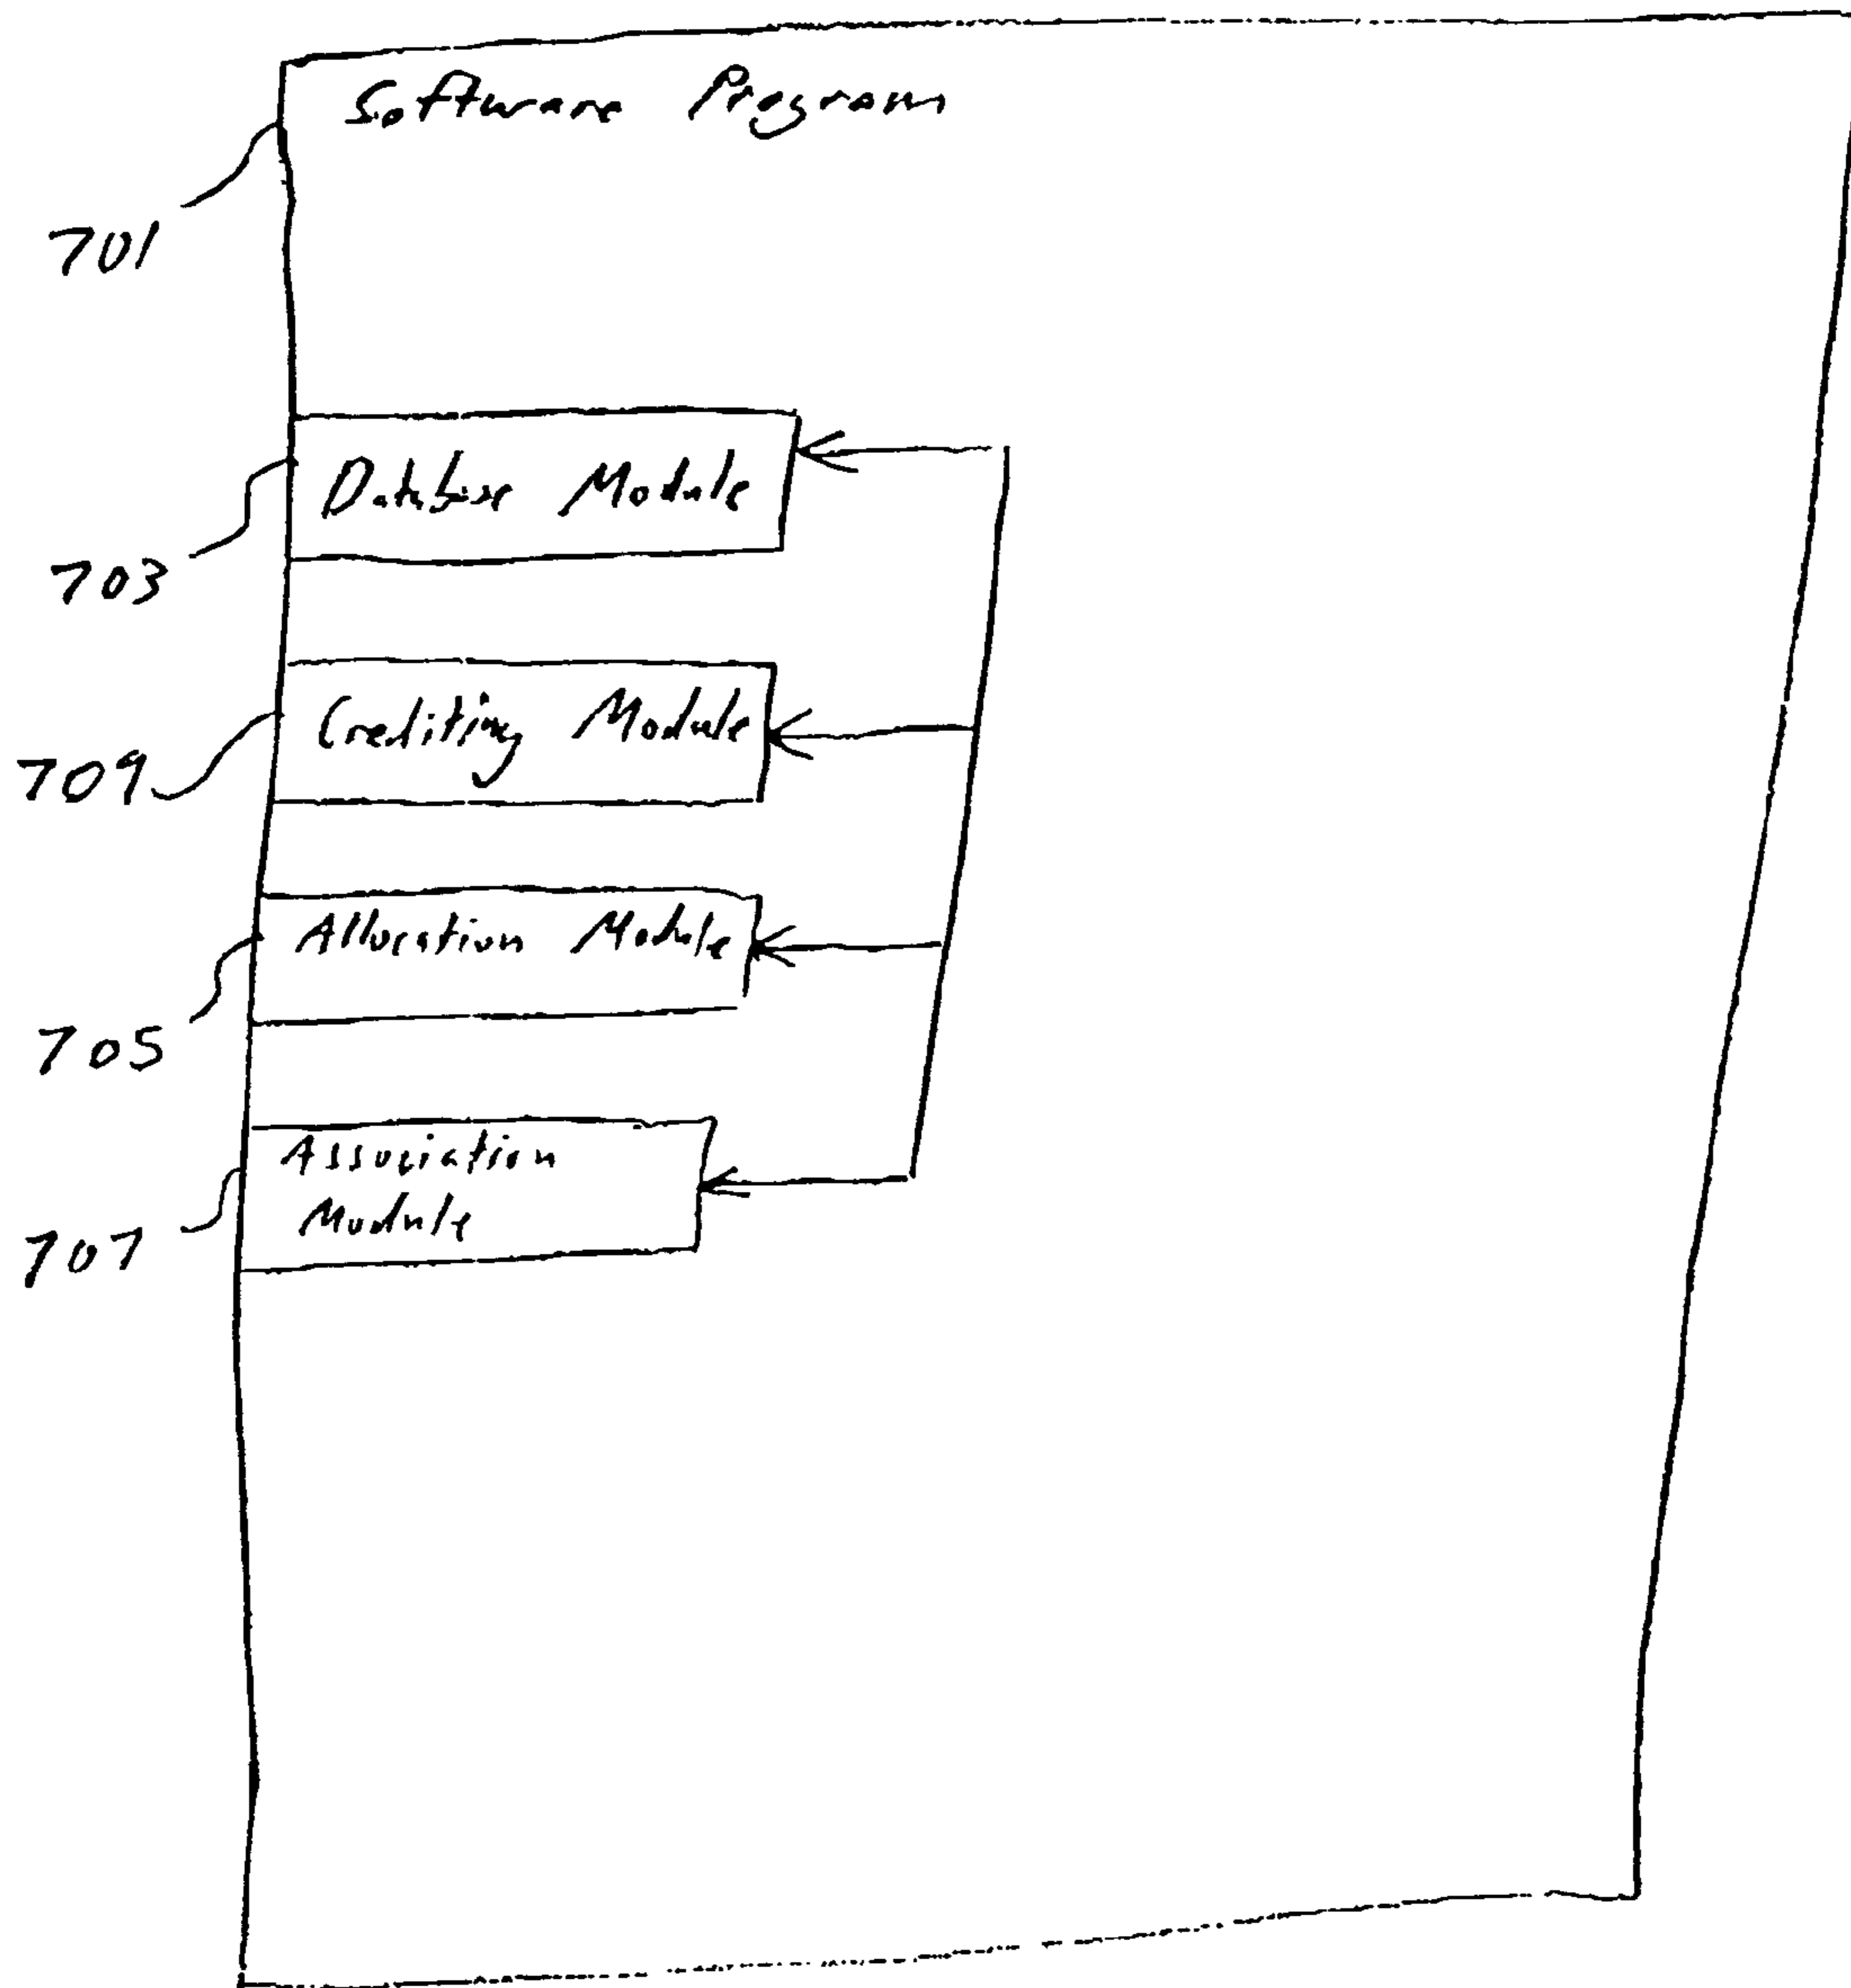 Software Program
701
Database Module
703
Crediting Module
709
Allocation Module
705
Association
Module
707